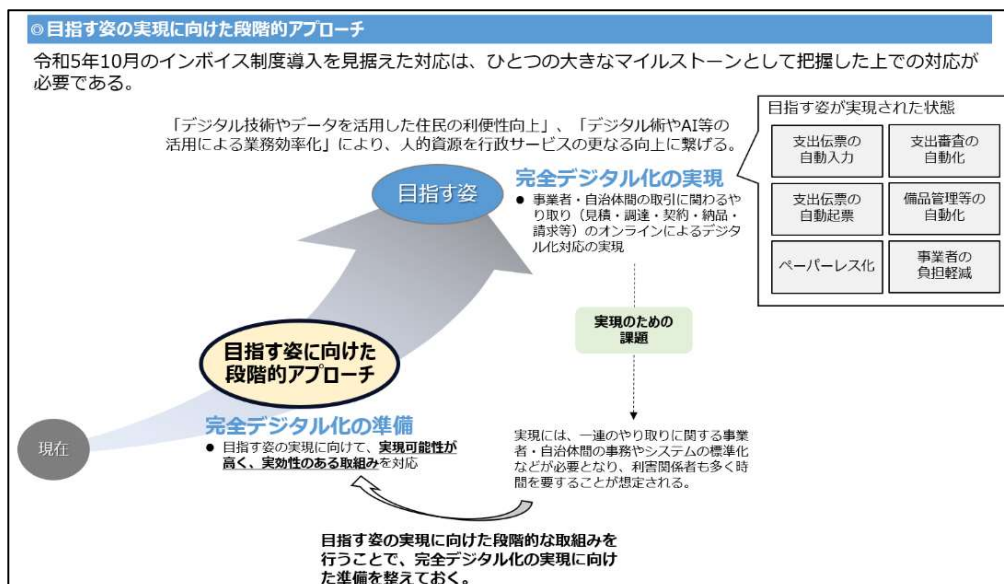 ◎目指す姿の実現に向けた段階的アプローチ
令和5年10月のインボイス制度導入を見据えた対応は、ひとつの大きなマイルストーンとして把握した上での対応が
必要である。
「デジタル技術やデータを活用した住民の利便性向上」、「デジタル術やAI等の
活用による業務効率化」により、人的資源を行政サービスの更なる向上に繋げる。
目指す姿が実現された状態
支出伝票の
自動入力
支出審査の
自動化
支出伝票の
自動起票
備品管理等の
自動化
ペーパーレス化
事業者の
負担軽減
目指す姿
完全デジタル化の実現
● 事業者・自治体間の取引に関わるや
り取り（見積・調達・契約・納品・
請求等）のオンラインによるデジタ
ル化対応の実現
実現のための
課題
目指す姿に向けた
段階的アプローチ
現在
完全デジタル化の準備
● 目指す姿の実現に向けて、実現可能性が
高く、実効性のある取組みを対応
実現には、一連のやり取りに関する事業
者・自治体間の事務やシステムの標準化
などが必要となり、利害関係者も多く時
間を要することが想定される。
目指す姿の実現に向けた段階的な取組みを
行うことで、完全デジタル化の実現に向け
た準備を整えておく。